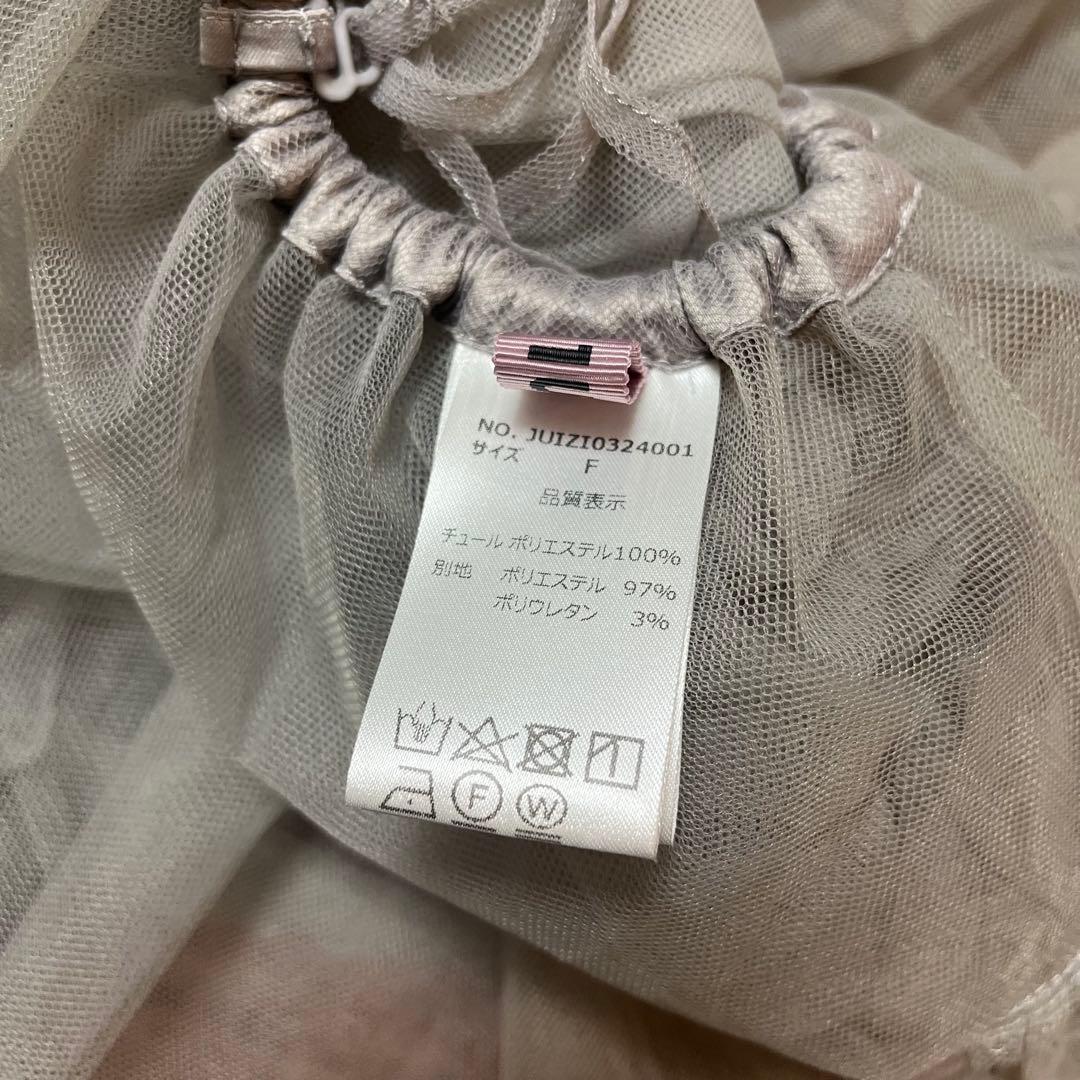 NO. JUIZI0324001
サイズ F
品質表示
チュール ポリエステル100%
別地 ポリエステル 97%
ポリウレタン 3%
F
W